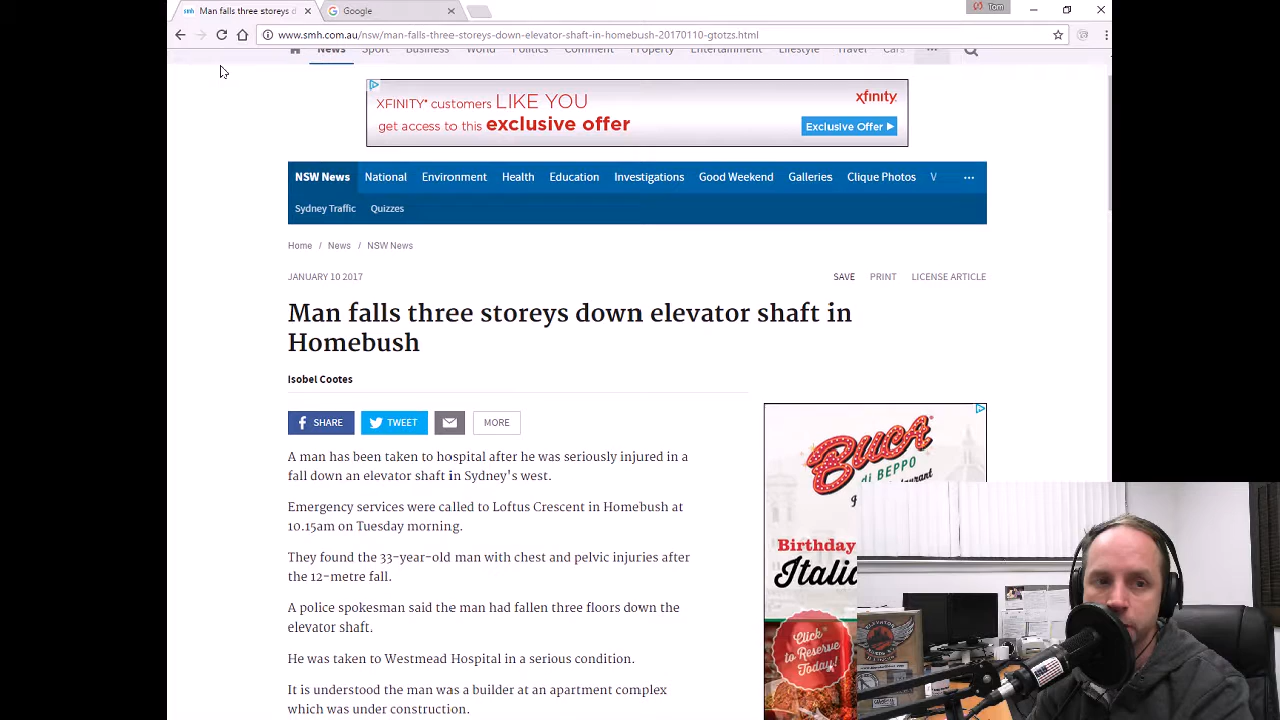 Man falls three storeys d
Google
Tom
www.smh.com.au/nsw/man-falls-three-storeys-down-elevator-shaft-in-homebush-20170110-gtotzs.html
News Sport Business World Politics Comment Property Entertainment Lifestyle Travel Cars ...
XFINITY® customers LIKE YOU
get access to this exclusive offer
xfinity
Exclusive Offer
NSW News National Environment Health Education Investigations Good Weekend Galleries Clique Photos V ...
Sydney Traffic Quizzes
Home / News / NSW News
JANUARY 10 2017
SAVE PRINT LICENSE ARTICLE
Man falls three storeys down elevator shaft in
Homebush
Isobel Cootes
SHARE TWEET MORE
A man has been taken to hospital after he was seriously injured in a
fall down an elevator shaft in Sydney's west.
Emergency services were called to Loftus Crescent in Homebush at
10.15am on Tuesday morning.
They found the 33-year-old man with chest and pelvic injuries after
the 12-metre fall.
A police spokesman said the man had fallen three floors down the
elevator shaft.
He was taken to Westmead Hospital in a serious condition.
It is understood the man was a builder at an apartment complex
which was under construction.
BUCA
di BEPPO
Birthday
Click
to Reserve
Today!
ELEVATOR